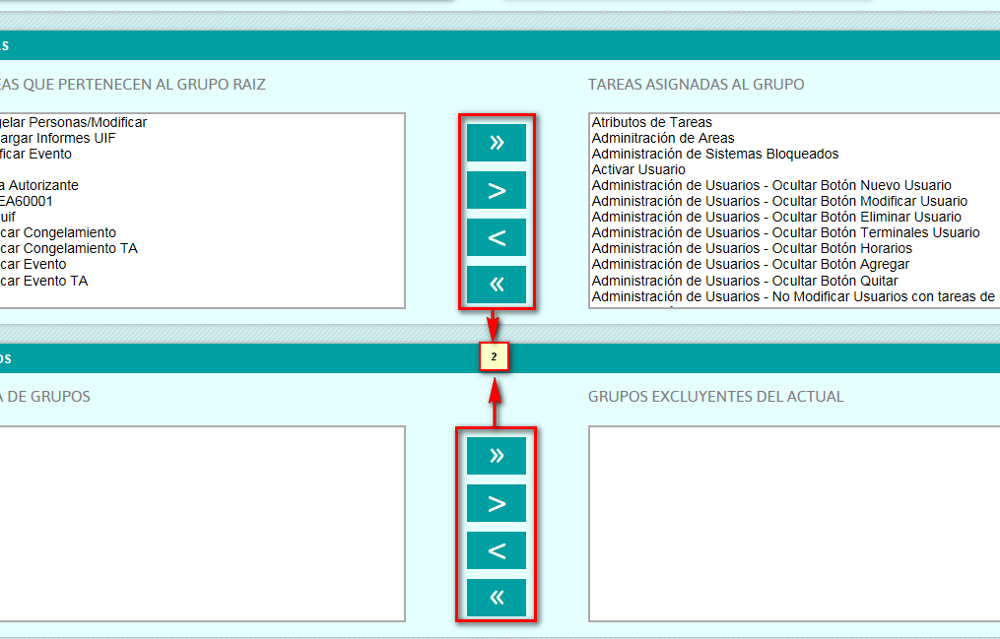 AS
EAS QUE PERTENECEN AL GRUPO RAIZ
TAREAS ASIGNADAS AL GRUPO
gelar Personas/Modificar
argar Informes UIF
ficar Evento
a Autorizante
EA60001
uif
car Congelamiento
car Congelamiento TA
car Evento
car Evento TA
»
>
<
«
Atributos de Tareas
Adminitración de Areas
Administración de Sistemas Bloqueados
Activar Usuario
Administración de Usuarios - Ocultar Botón Nuevo Usuario
Administración de Usuarios - Ocultar Botón Modificar Usuario
Administración de Usuarios - Ocultar Botón Eliminar Usuario
Administración de Usuarios - Ocultar Botón Terminales Usuario
Administración de Usuarios - Ocultar Botón Horarios
Administración de Usuarios - Ocultar Botón Agregar
Administración de Usuarios - Ocultar Botón Quitar
Administración de Usuarios - No Modificar Usuarios con tareas de
2
OS
A DE GRUPOS
GRUPOS EXCLUYENTES DEL ACTUAL
»
>
<
«